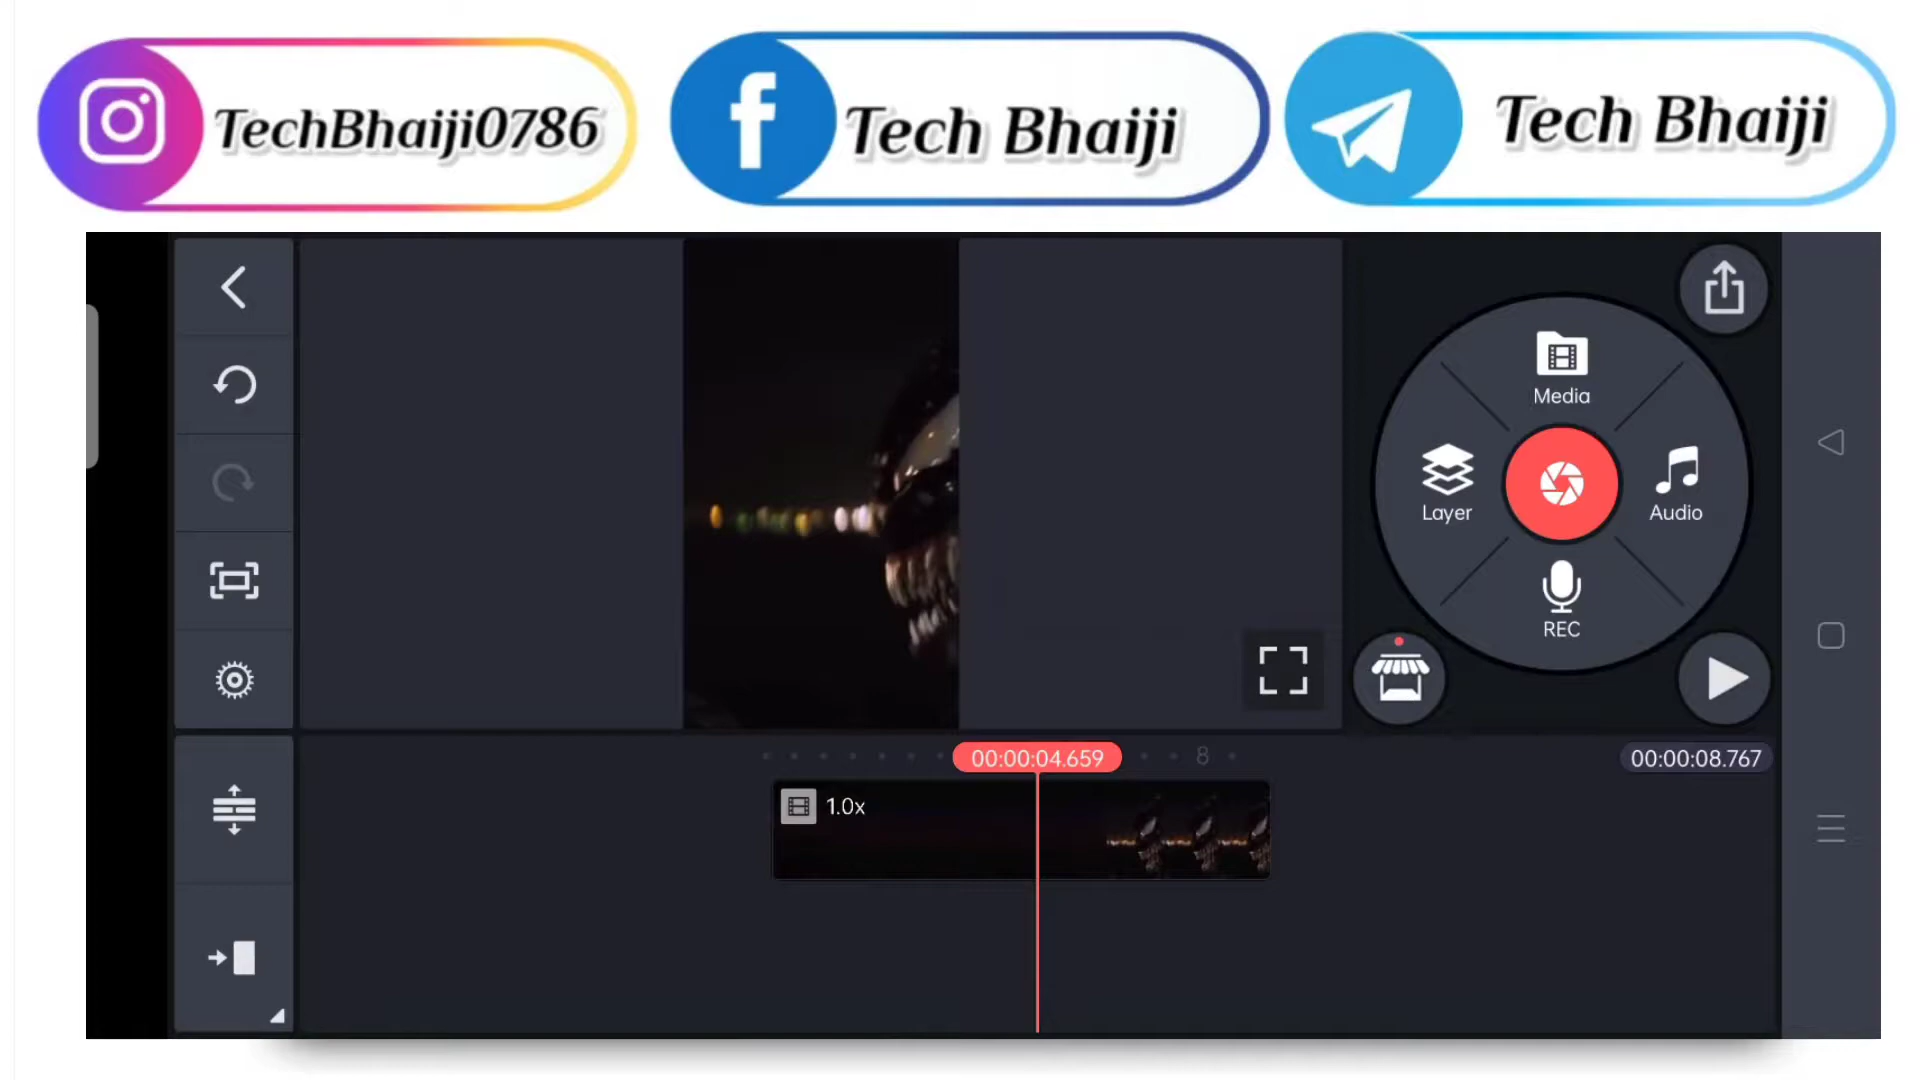 TechBhaiji0786
Tech Bhaiji
Tech Bhaiji
Media
Layer
Audio
REC
00:00:04.659
8
00:00:08.767
1.0x